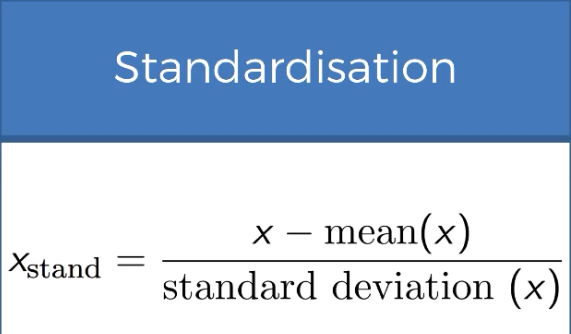 Standardisation
x_stand = x − mean(x)
standard deviation (x)